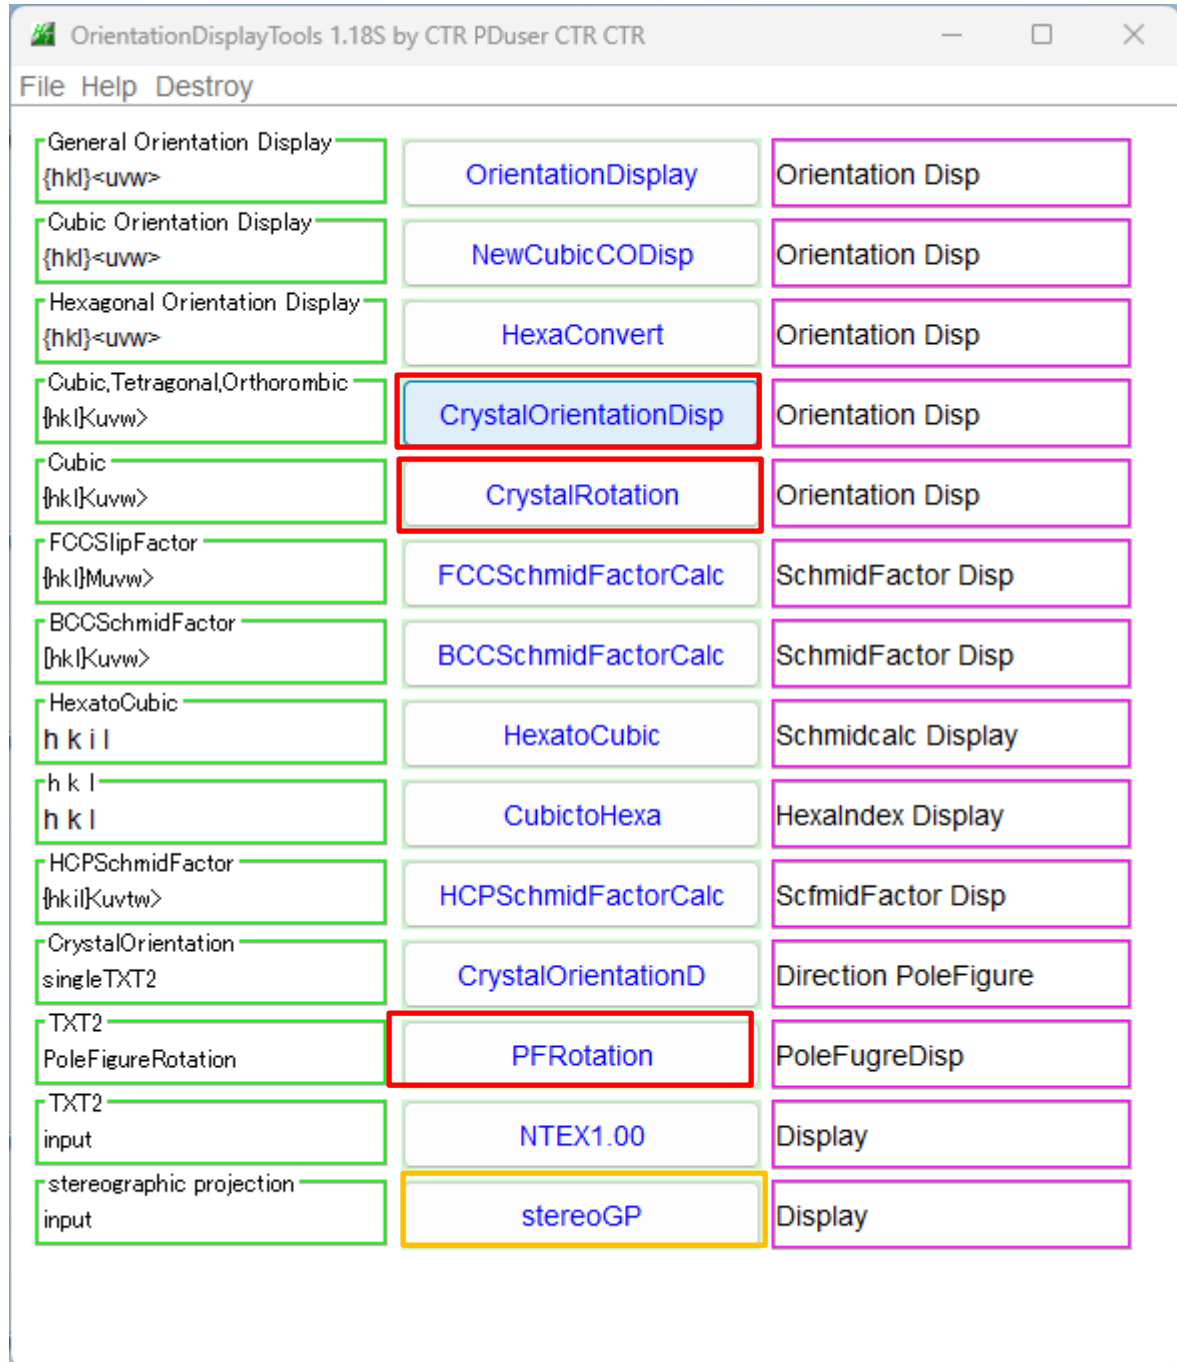 OrientationDisplayTools 1.18S by CTR PDuser CTR CTR
File Help Destroy
General Orientation Display
{hkl}<uvw>
OrientationDisplay
Orientation Disp
Cubic Orientation Display
{hkl}<uvw>
NewCubicCODisp
Orientation Disp
Hexagonal Orientation Display
{hkl}<uvw>
HexaConvert
Orientation Disp
Cubic,Tetragonal,Orthorombic
{hkl}<uvw>
CrystalOrientationDisp
Orientation Disp
Cubic
{hkl}<uvw>
CrystalRotation
Orientation Disp
FCCSlipFactor
{hkl}Muvw>
FCCSchmidFactorCalc
SchmidFactor Disp
BCCSchmidFactor
[hkl]<uvw>
BCCSchmidFactorCalc
SchmidFactor Disp
HexatoCubic
h k i l
HexatoCubic
Schmidcalc Display
h k l
h k l
CubictoHexa
HexaIndex Display
HCPSchmidFactor
{hkil}<uvtw>
HCPSchmidFactorCalc
ScfmidFactor Disp
CrystalOrientation
singleTXT2
CrystalOrientationD
Direction PoleFigure
TXT2
PoleFigureRotation
PFRotation
PoleFugreDisp
TXT2
input
NTEX1.00
Display
stereographic projection
input
stereoGP
Display